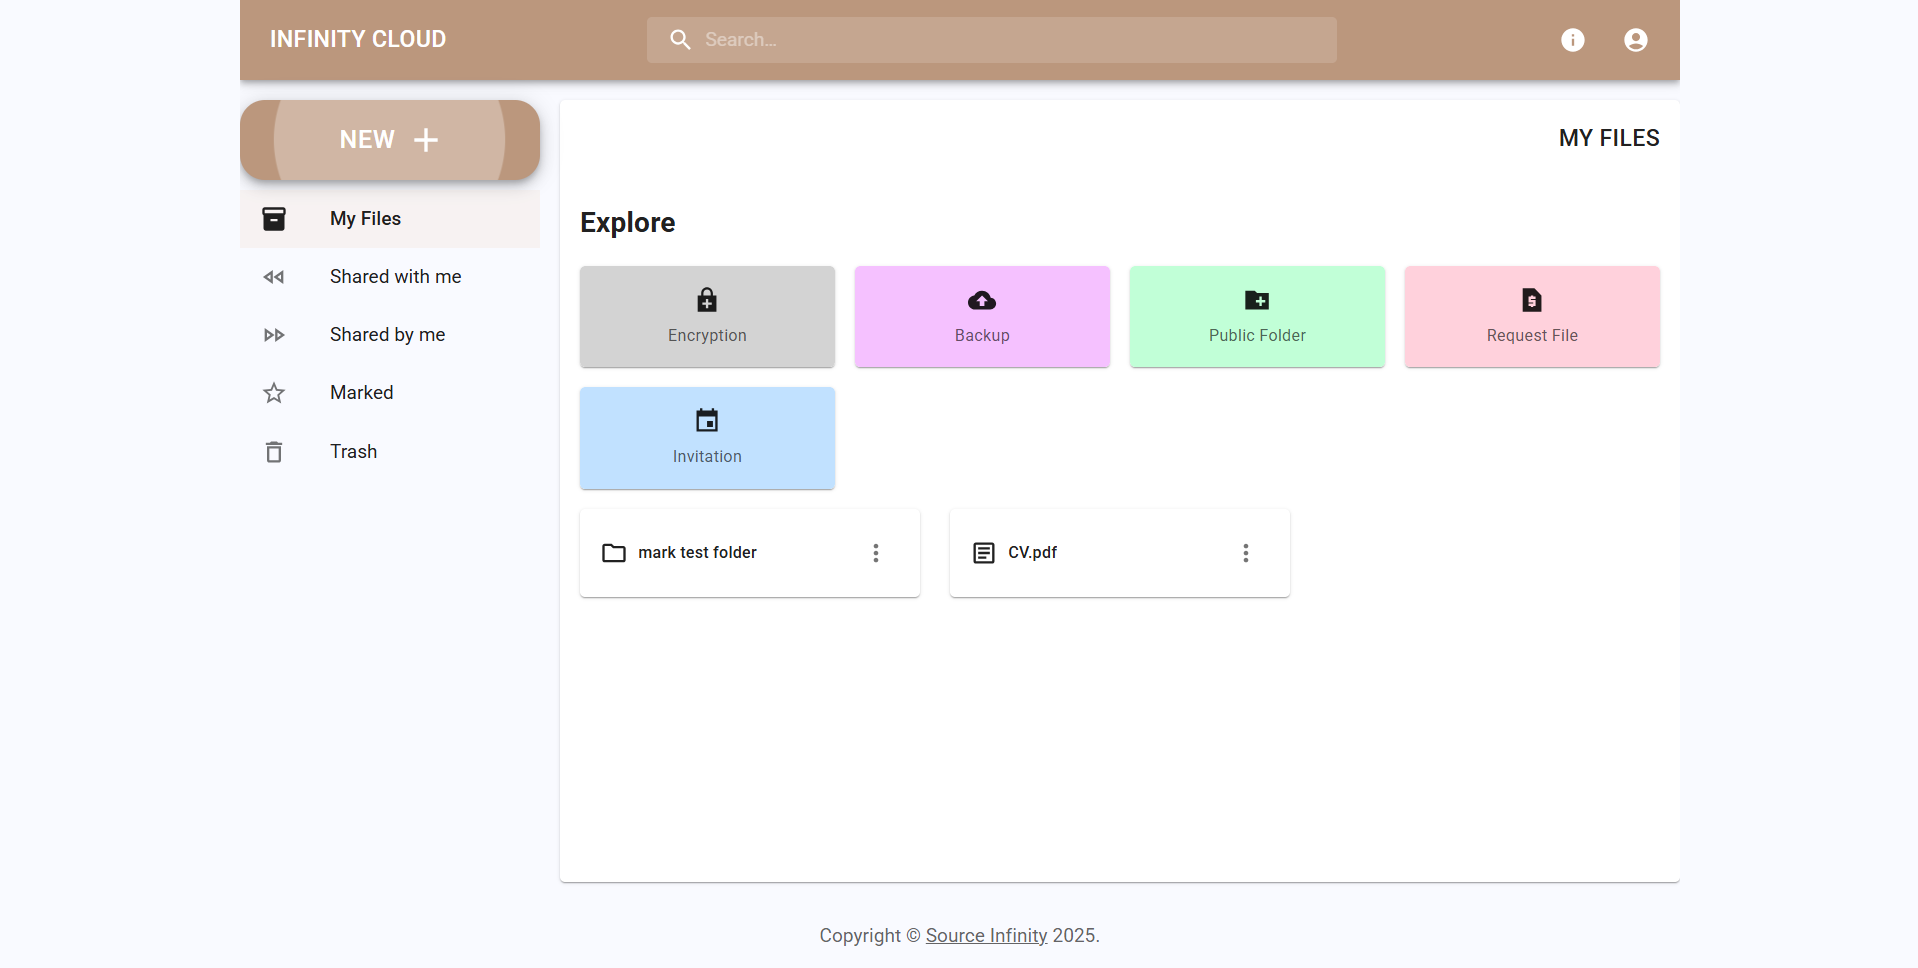 INFINITY CLOUD
Search...
NEW
MY FILES
My Files
Shared with me
Shared by me
Marked
Trash
Explore
Encryption
Backup
Public Folder
Request File
Invitation
mark test folder
CV.pdf
Copyright © Source Infinity 2025.